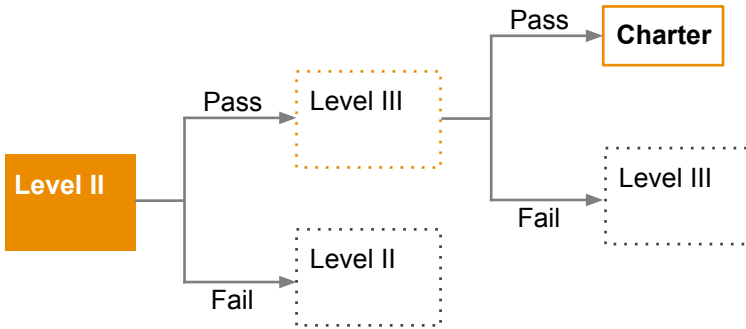 Pass
Charter
Pass
Level III
Level II
Level III
Fail
Level II
Fail